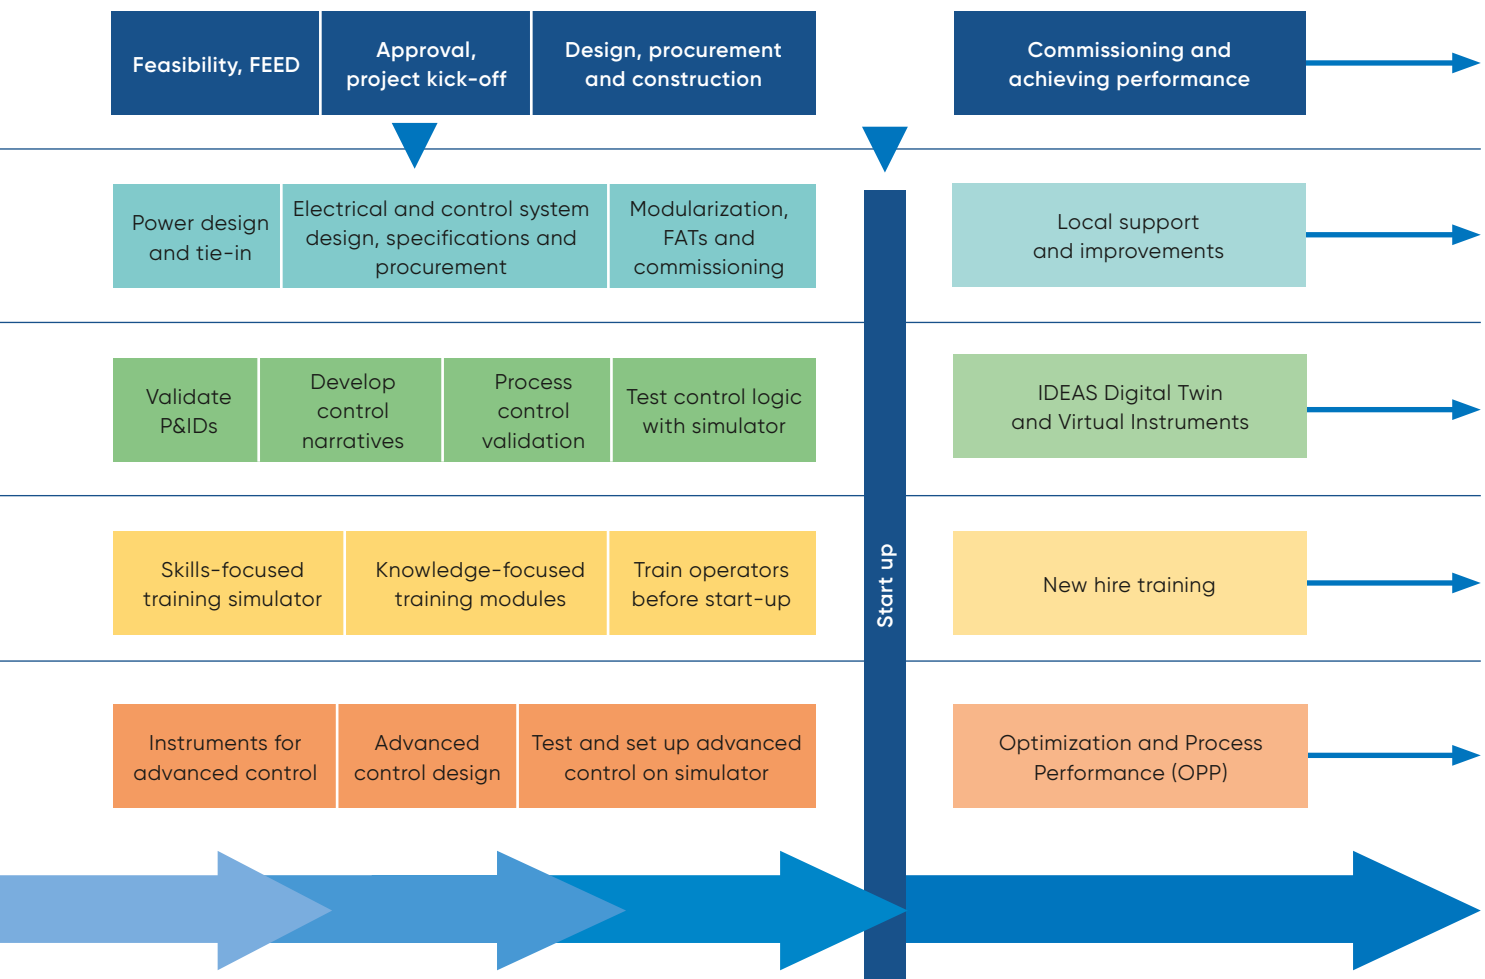 Feasibility, FEED
Approval,
project kick-off
Design, procurement
and construction
Commissioning and
achieving performance
Power design
and tie-in
Electrical and control system
design, specifications and
procurement
Modularization,
FATs and
commissioning
Local support
and improvements
Validate
P&IDs
Develop
control
narratives
Process
control
validation
Test control logic
with simulator
IDEAS Digital Twin
and Virtual Instruments
Skills-focused
training simulator
Knowledge-focused
training modules
Train operators
before start-up
Start up
New hire training
Instruments for
advanced control
Advanced
control design
Test and set up advanced
control on simulator
Optimization and Process
Performance (OPP)